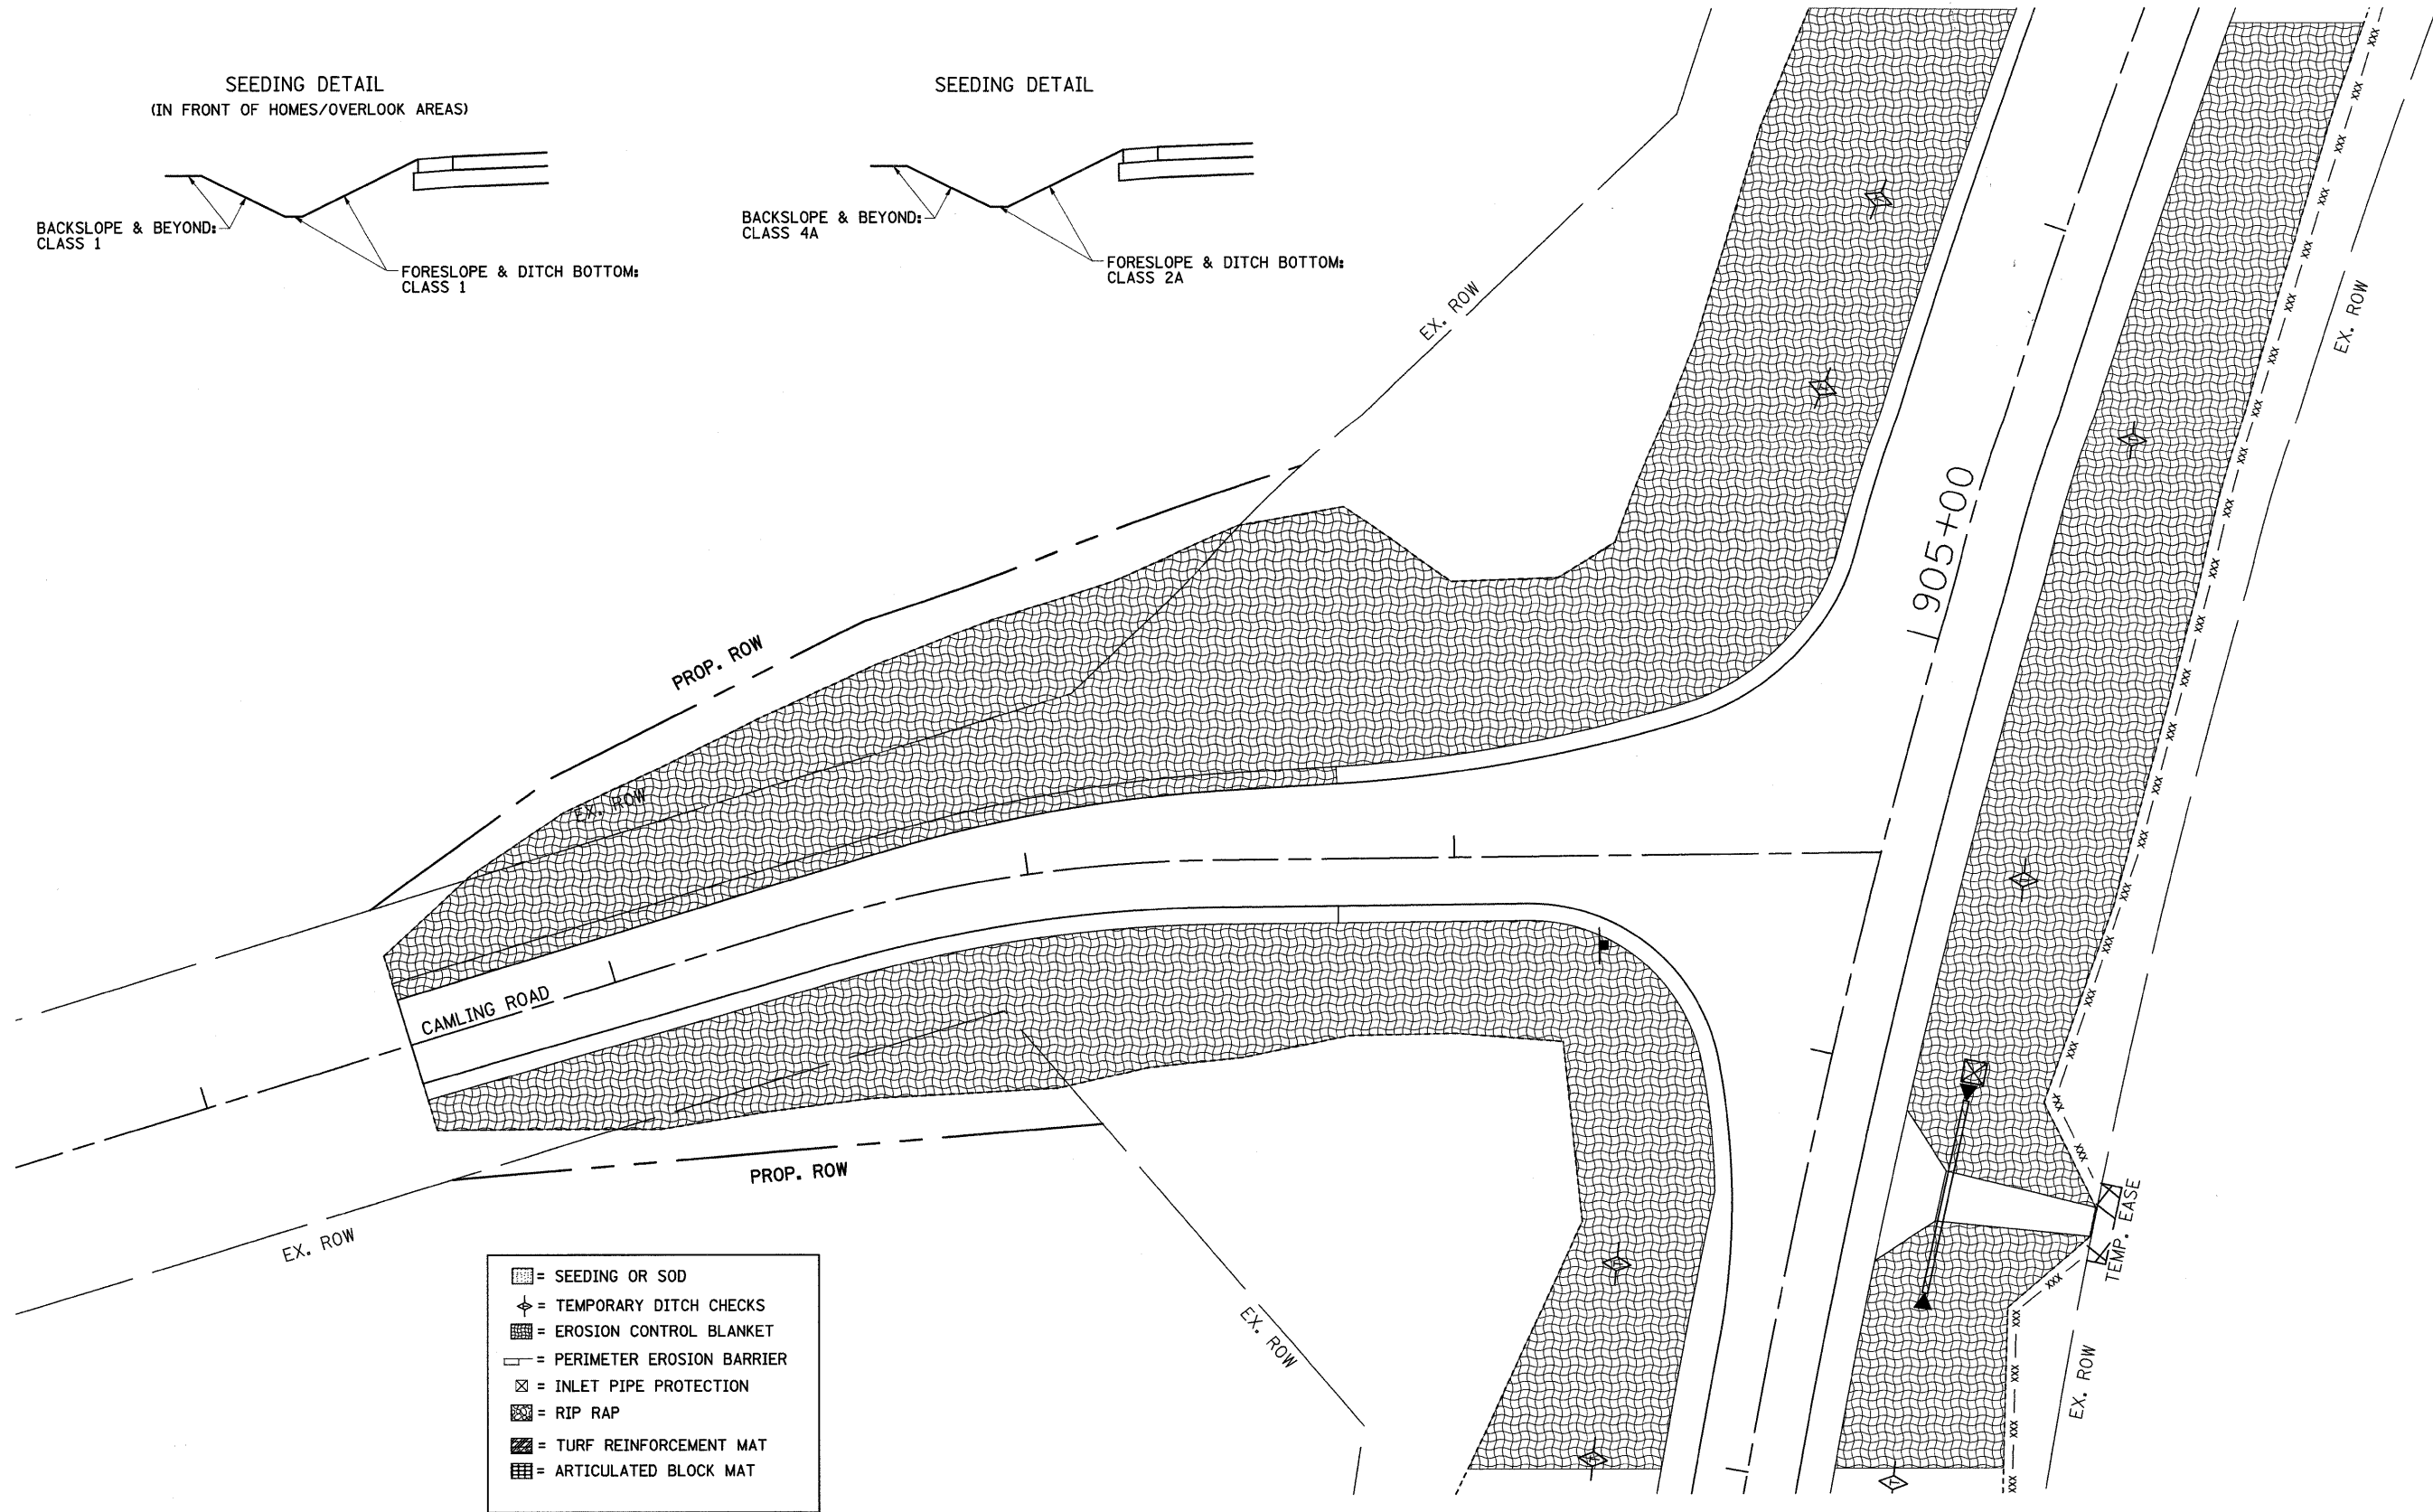 SEEDING DETAIL
(IN FRONT OF HOMES/OVERLOOK AREAS)
BACKSLOPE & BEYOND:
CLASS 1
FORESLOPE & DITCH BOTTOM:
CLASS 1
SEEDING DETAIL
BACKSLOPE & BEYOND:
CLASS 4A
FORESLOPE & DITCH BOTTOM:
CLASS 2A
EX. ROW
EX. ROW
905+00
PROP. ROW
EX. ROW
CAMLING ROAD
PROP. ROW
EX. ROW
EX. ROW
TEMP. EASE
EX. ROW
= SEEDING OR SOD
= TEMPORARY DITCH CHECKS
= EROSION CONTROL BLANKET
= PERIMETER EROSION BARRIER
= INLET PIPE PROTECTION
= RIP RAP
= TURF REINFORCEMENT MAT
= ARTICULATED BLOCK MAT